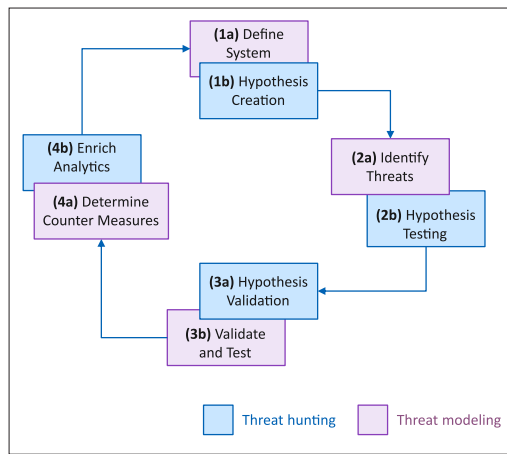 (1a) Define
System
(1b) Hypothesis
Creation
(2a) Identify
Threats
(2b) Hypothesis
Testing
(3a) Hypothesis
Validation
(3b) Validate
and Test
(4b) Enrich
Analytics
(4a) Determine
Counter Measures
Threat hunting
Threat modeling